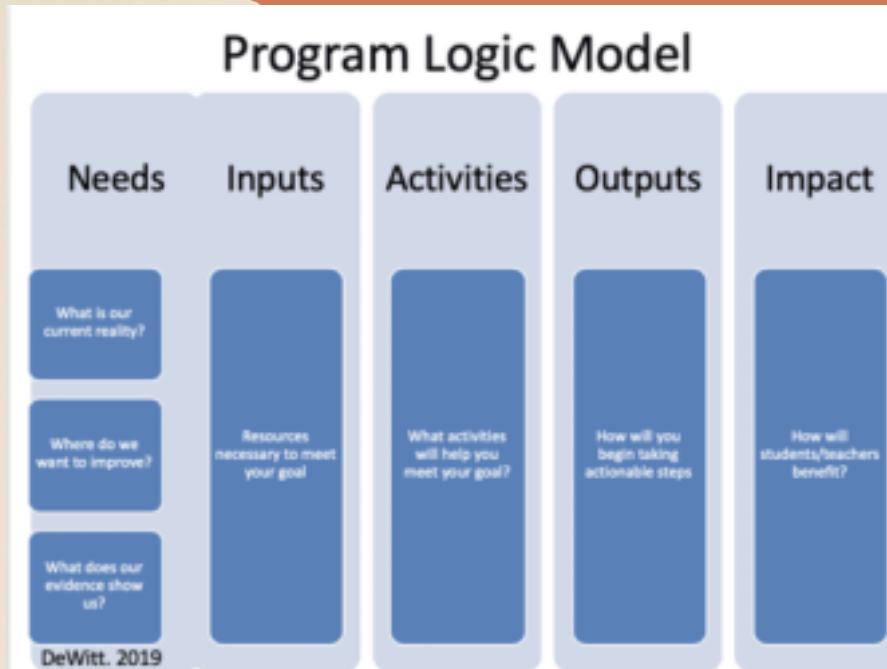 Program Logic Model
Needs
Inputs
Activities
Outputs
Impact
What is our
current reality?
Where do we
want to improve?
What does our
evidence show
us?
Resources
necessary to meet
your goal
What activities
will help you
meet your goal?
How will you
begin taking
actionable steps
How will
students/teachers
benefit?
DeWitt. 2019